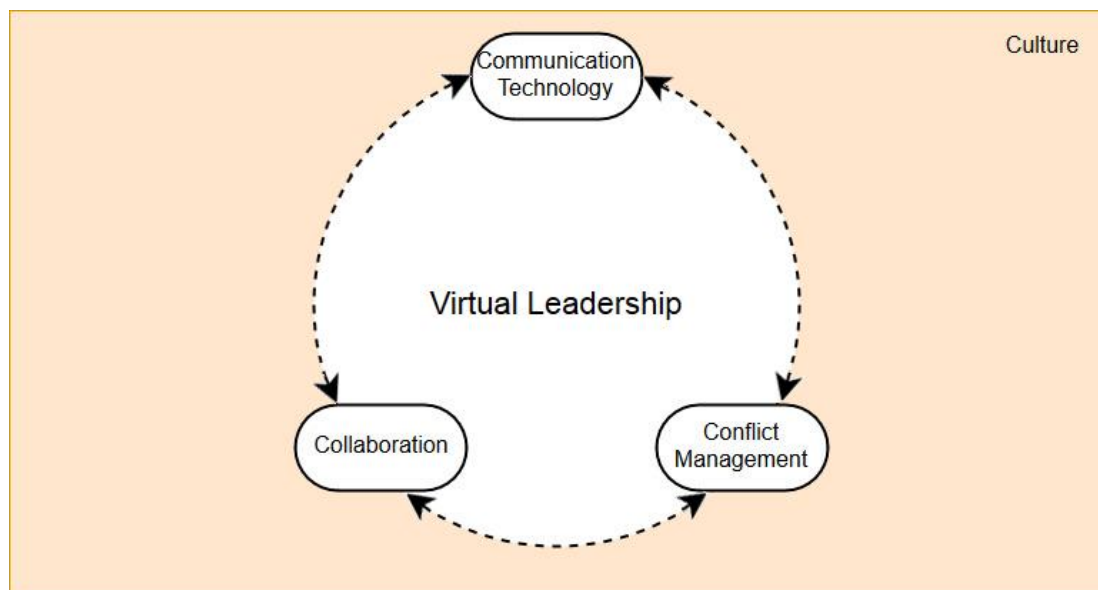 Culture
Communication
Technology
Virtual Leadership
Collaboration
Conflict
Management